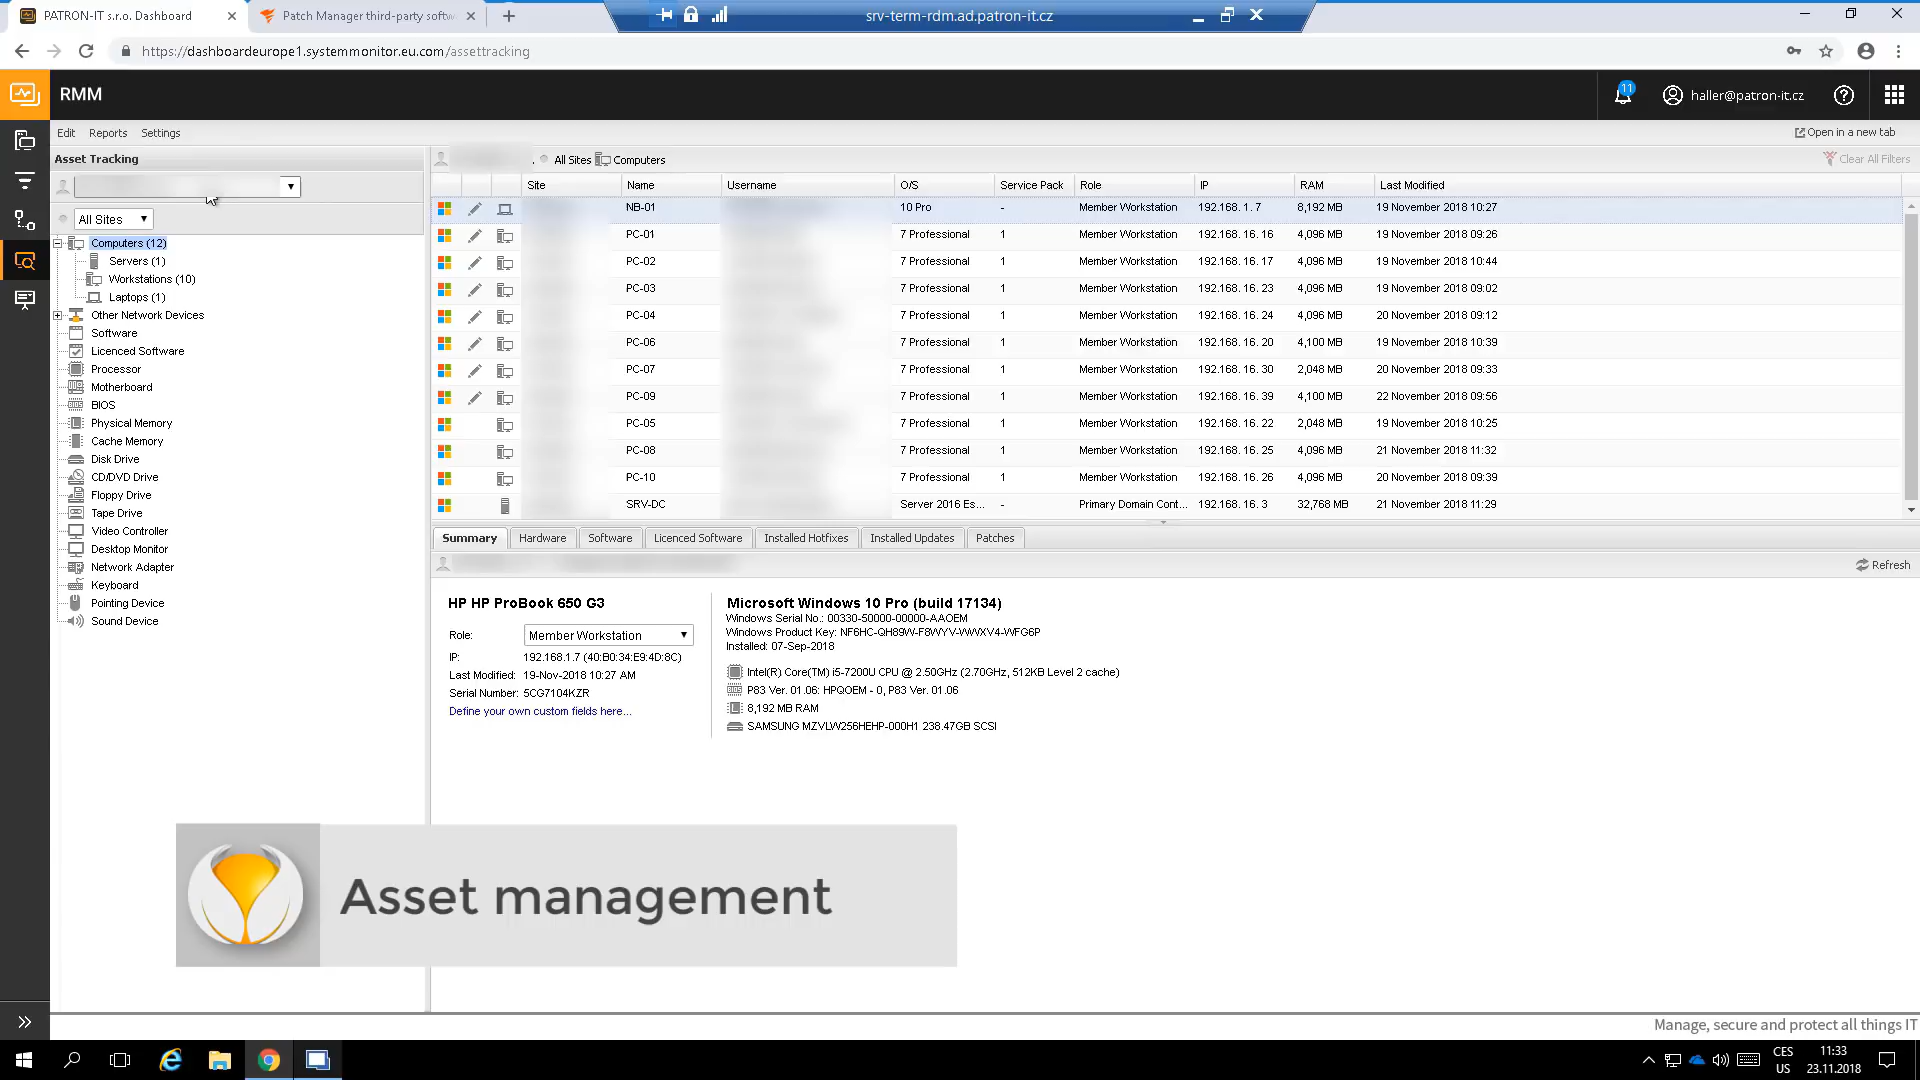 PATRON-IT s.r.o. Dashboard
Patch Manager third-party softw
srv-term-rdm.ad.patron-it.cz
https://dashboardeurope1.systemmonitor.eu.com/assettracking
RMM
11
haller@patron-it.cz
Edit Reports Settings
Open in a new tab
Asset Tracking
All Sites Computers
Clear All Filters
All Sites
Computers (12)
Servers (1)
Workstations (10)
Laptops (1)
Other Network Devices
Software
Licenced Software
Processor
Motherboard
BIOS
Physical Memory
Cache Memory
Disk Drive
CD/DVD Drive
Floppy Drive
Tape Drive
Video Controller
Desktop Monitor
Network Adapter
Keyboard
Pointing Device
Sound Device
Site Name Username O/S Service Pack Role IP RAM Last Modified
NB-01 10 Pro - Member Workstation 192.168. 1. 7 8,192 MB 19 November 2018 10:27
PC-01 7 Professional 1 Member Workstation 192.168. 16. 16 4,096 MB 19 November 2018 09:26
PC-02 7 Professional 1 Member Workstation 192.168. 16. 17 4,096 MB 19 November 2018 10:44
PC-03 7 Professional 1 Member Workstation 192.168. 16. 23 4,096 MB 19 November 2018 09:02
PC-04 7 Professional 1 Member Workstation 192.168. 16. 24 4,096 MB 20 November 2018 09:12
PC-06 7 Professional 1 Member Workstation 192.168. 16. 20 4,100 MB 19 November 2018 10:39
PC-07 7 Professional 1 Member Workstation 192.168. 16. 30 2,048 MB 20 November 2018 09:33
PC-09 7 Professional 1 Member Workstation 192.168. 16. 39 4,100 MB 22 November 2018 09:56
PC-05 7 Professional 1 Member Workstation 192.168. 16. 22 2,048 MB 19 November 2018 10:25
PC-08 7 Professional 1 Member Workstation 192.168. 16. 25 4,096 MB 21 November 2018 11:32
PC-10 7 Professional 1 Member Workstation 192.168. 16. 26 4,096 MB 20 November 2018 09:39
SRV-DC Server 2016 Es... - Primary Domain Cont... 192.168. 16. 3 32,768 MB 21 November 2018 11:29
Summary Hardware Software Licenced Software Installed Hotfixes Installed Updates Patches
Refresh
HP HP ProBook 650 G3
Role: Member Workstation
IP: 192.168.1.7 (40:B0:34:E9:4D:8C)
Last Modified: 19-Nov-2018 10:27 AM
Serial Number: 5CG7104KZR
Define your own custom fields here...
Microsoft Windows 10 Pro (build 17134)
Windows Serial No.: 00330-50000-00000-AAOEM
Windows Product Key: NF6HC-QH89W-F8WYV-WWXV4-WFG6P
Installed: 07-Sep-2018
Intel(R) Core(TM) i5-7200U CPU @ 2.50GHz (2.70GHz, 512KB Level 2 cache)
P83 Ver. 01.06: HPQOEM - 0, P83 Ver. 01.06
8,192 MB RAM
SAMSUNG MZVLW256HEHP-000H1 238.47GB SCSI
Asset management
Manage, secure and protect all things IT
CES
US
11:33
23.11.2018